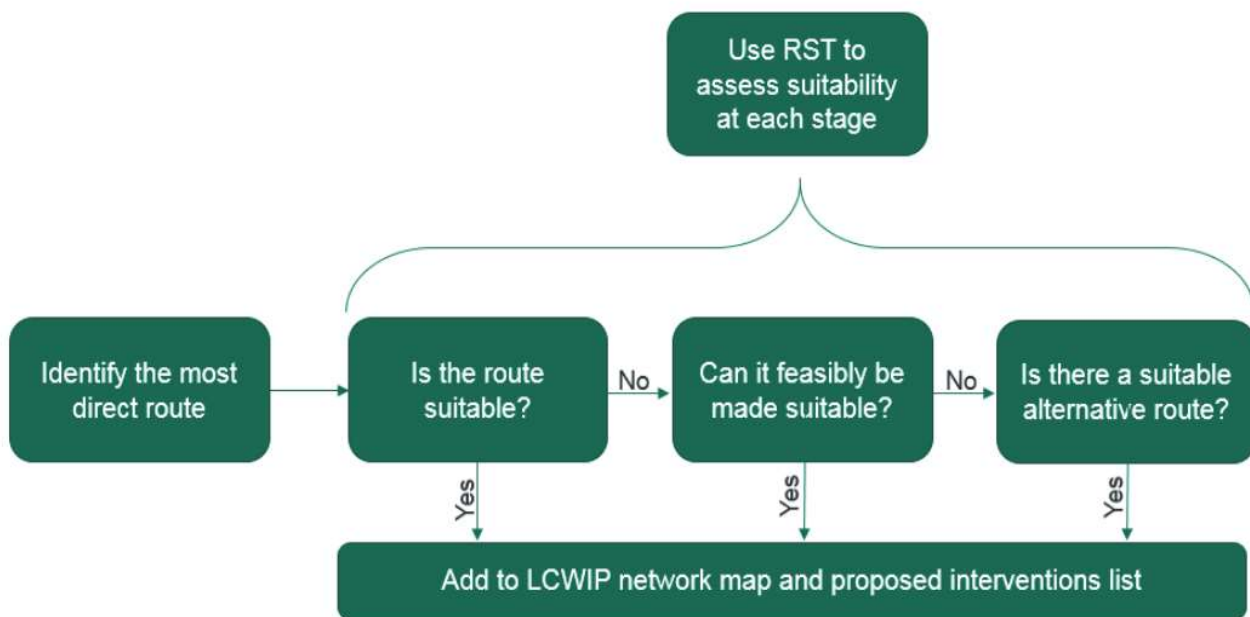 Use RST to
assess suitability
at each stage
Identify the most
direct route
Is the route
suitable?
No
Can it feasibly be
made suitable?
No
Is there a suitable
alternative route?
Yes
Yes
Yes
Add to LCWIP network map and proposed interventions list